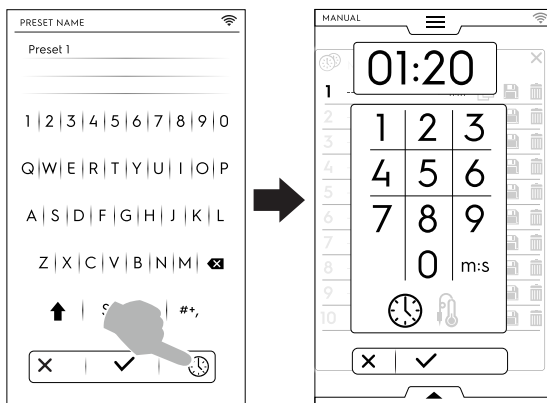 PRESET NAME
Preset 1
1 2 3 4 5 6 7 8 9 0
Q W E R T Y U I O P
A S D F G H J K L
Z X C V B N M
S #+,
MANUAL
01:20
1
2
3
4
5
6
7
8
9
10
1 2 3
4 5 6
7 8 9
0 m:s